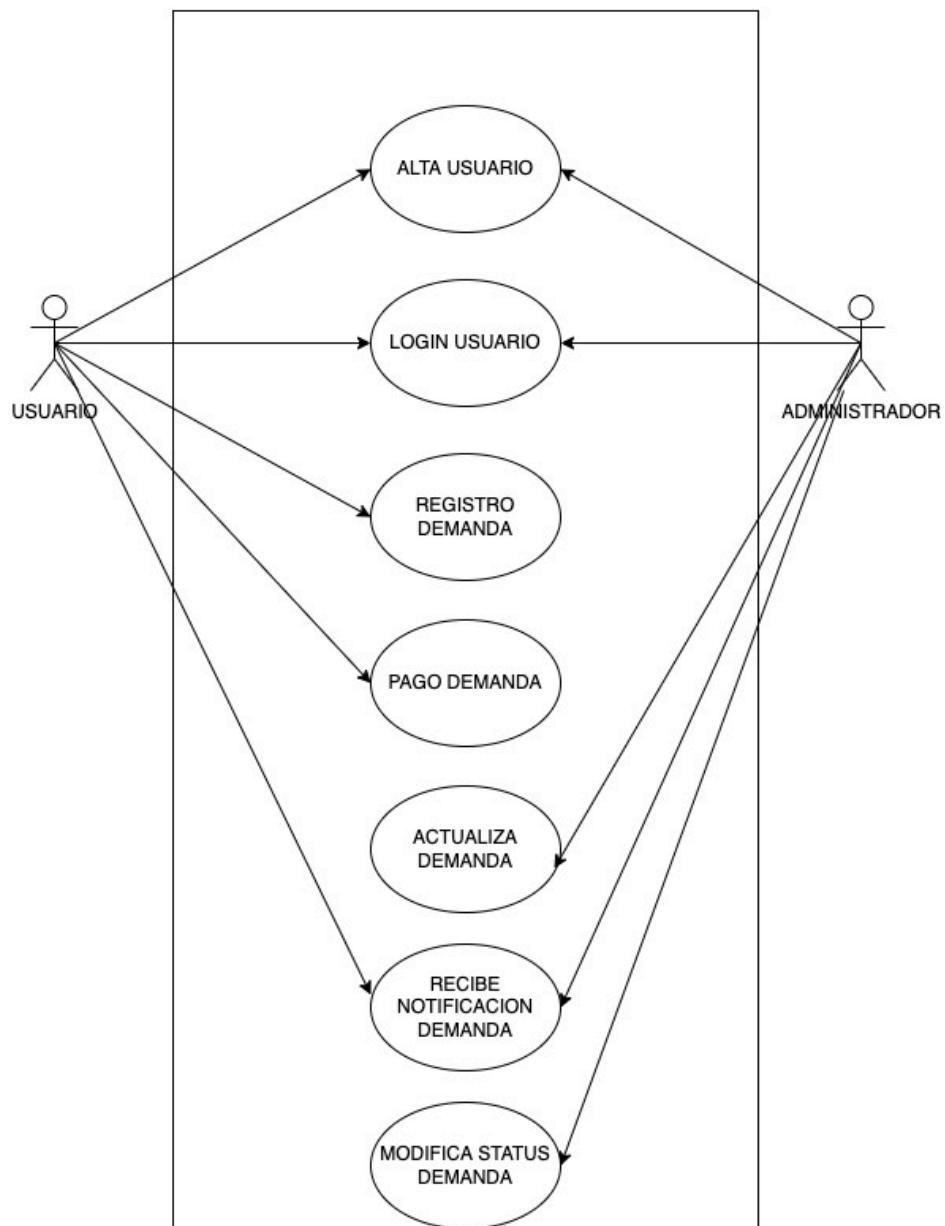 ALTA USUARIO
LOGIN USUARIO
USUARIO
ADMINISTRADOR
REGISTRO
DEMANDA
PAGO DEMANDA
ACTUALIZA
DEMANDA
RECIBE
NOTIFICACION
DEMANDA
MODIFICA STATUS
DEMANDA